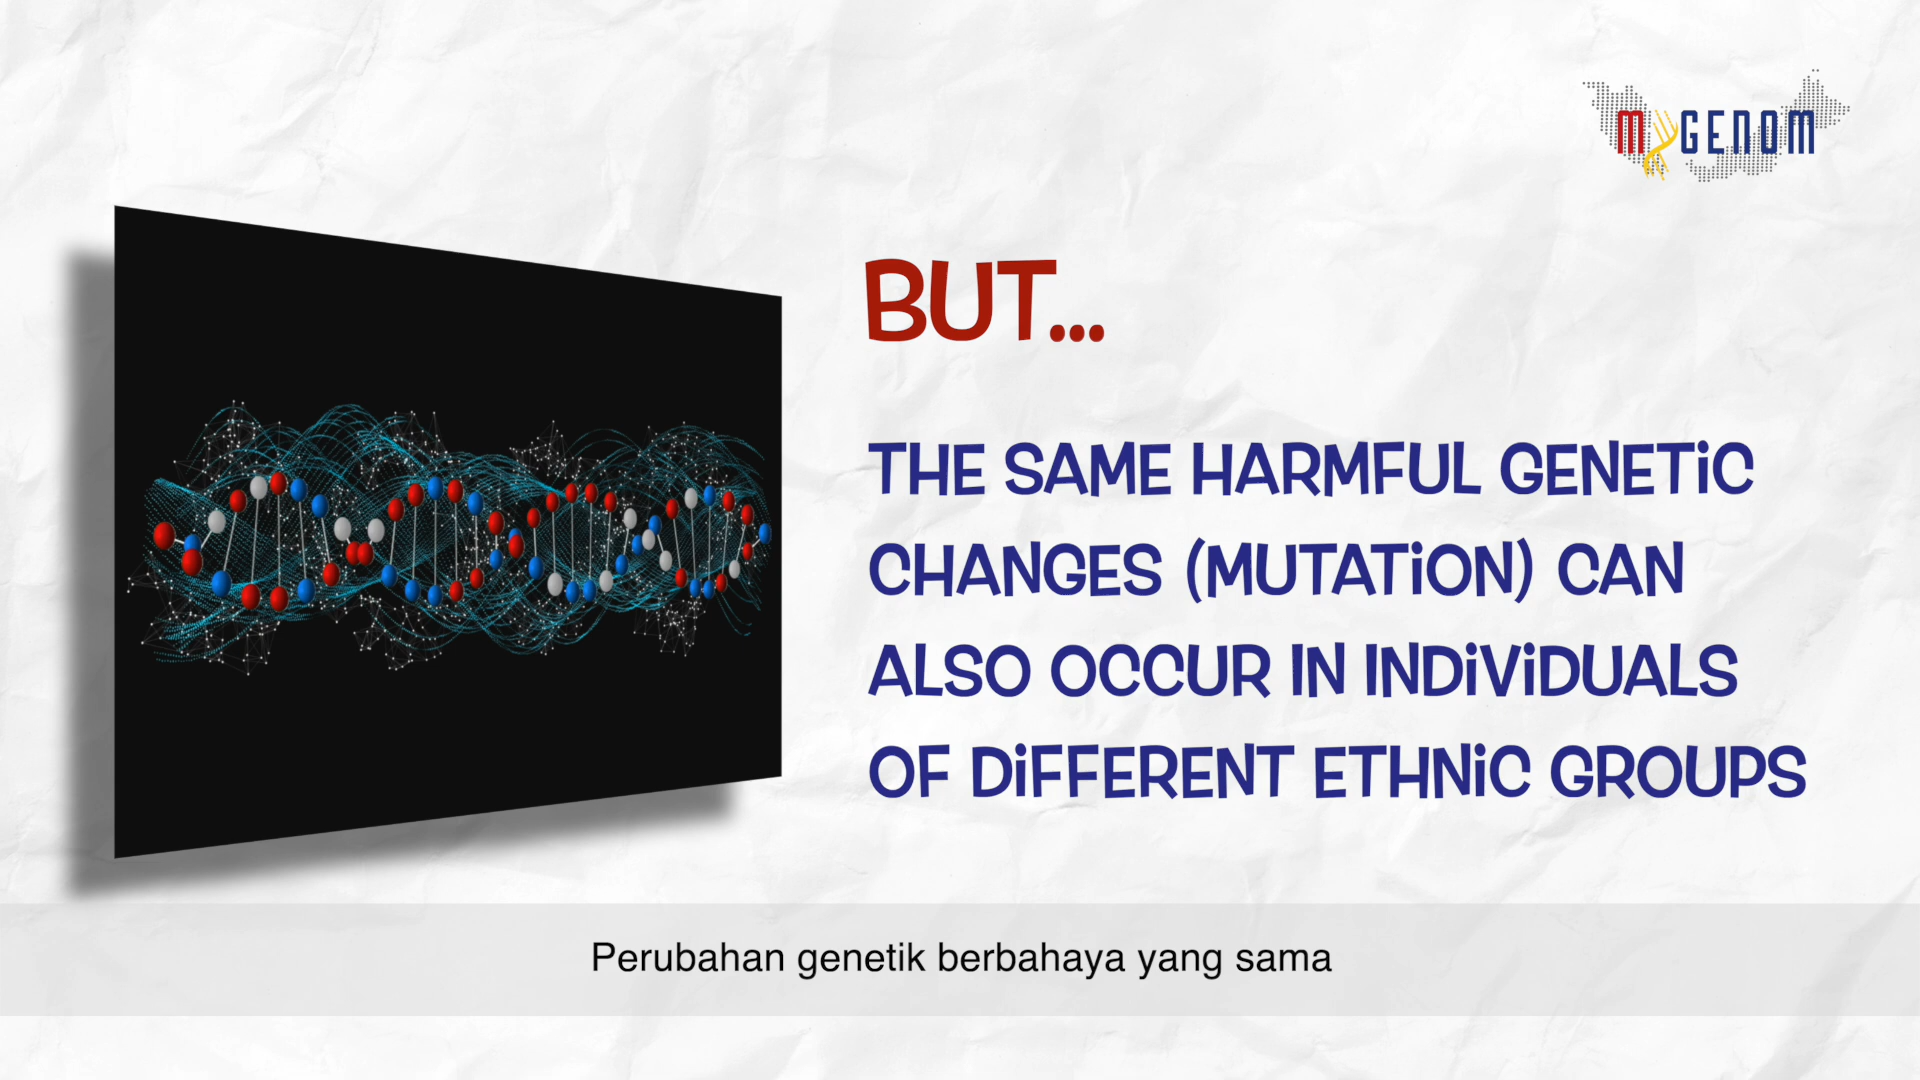 MYGENOM
BUT...
THE SAME HARMFUL GENETiC
CHANGES (MUTATiON) CAN
ALSO OCCUR IN INDiViDUALS
OF DiFFERENT ETHNiC GROUPS
Perubahan genetik berbahaya yang sama